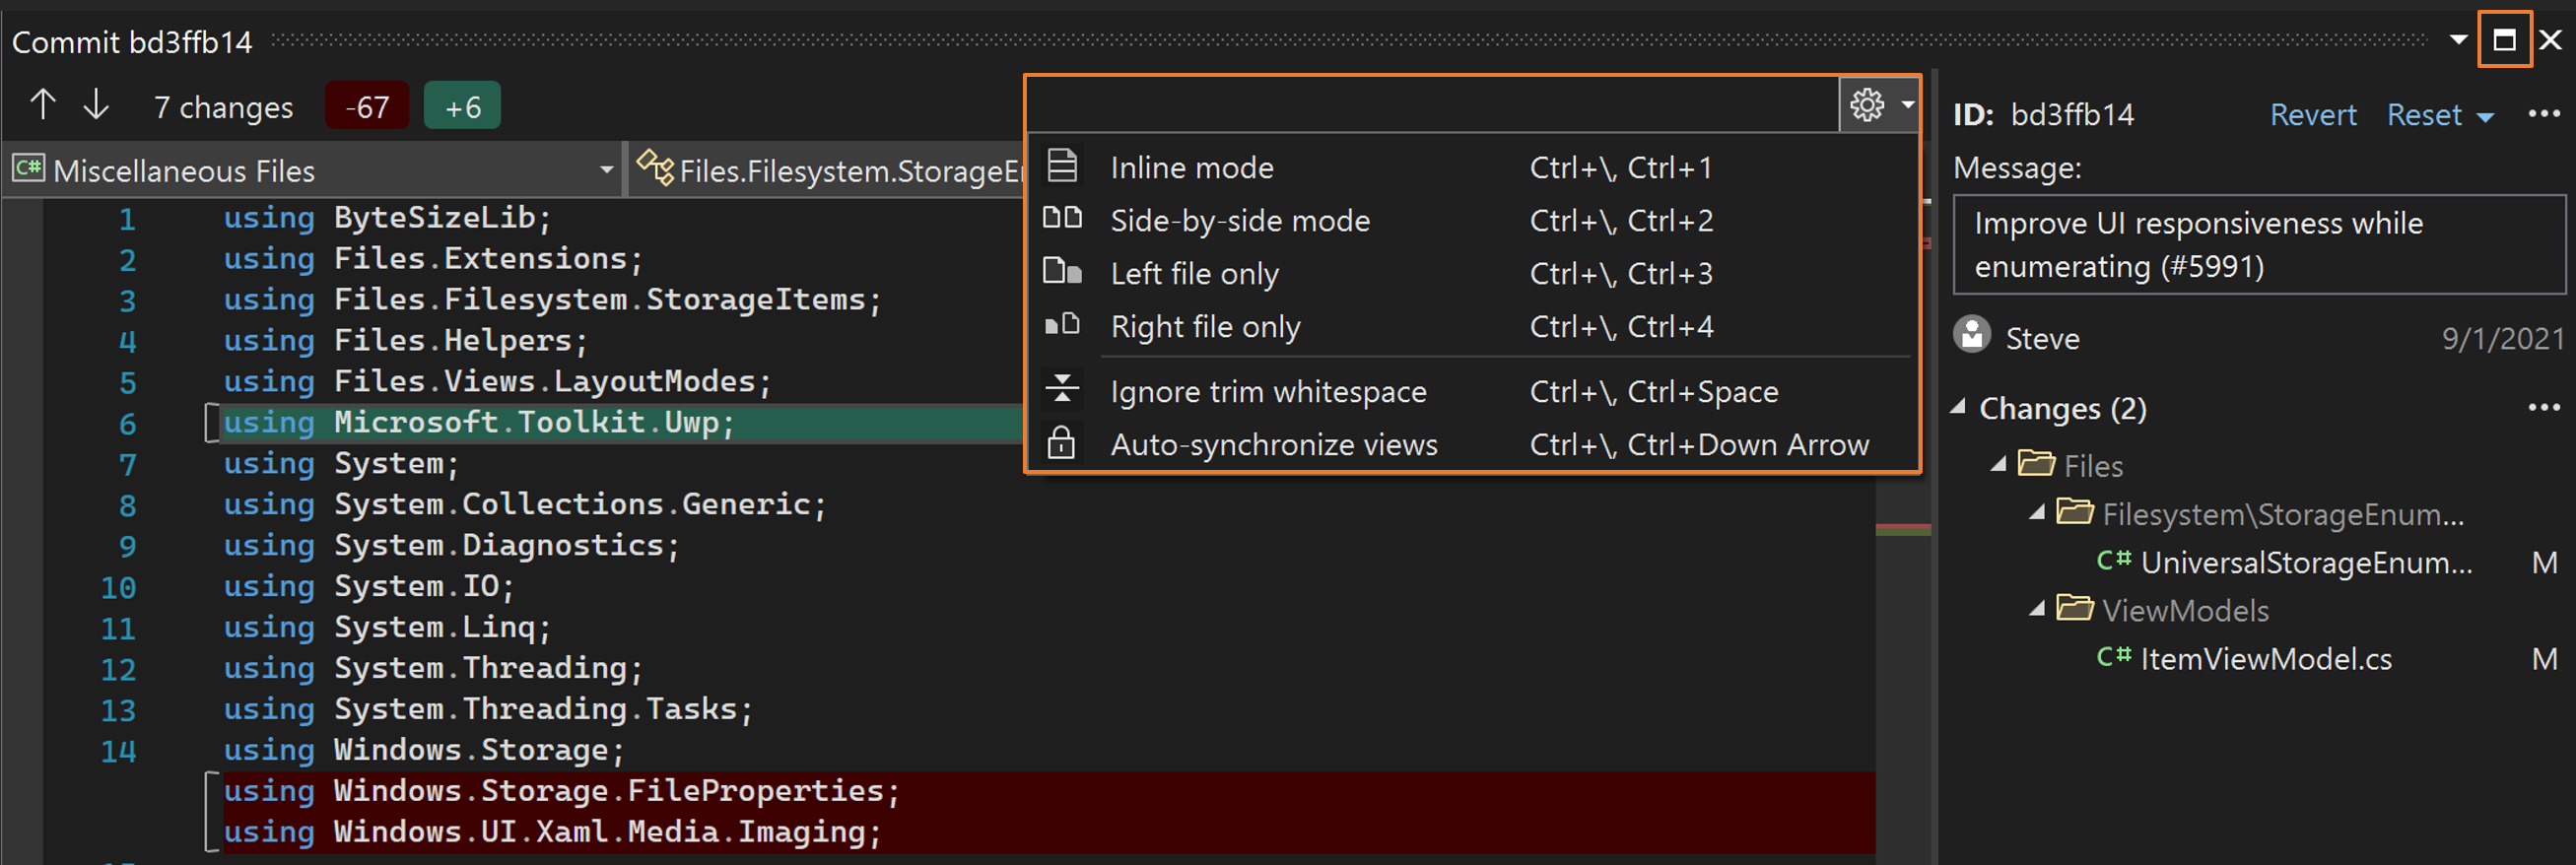 Commit bd3ffb14
7 changes -67 +6
C# Miscellaneous Files
Files.Filesystem.StorageEn
1 using ByteSizeLib;
2 using Files.Extensions;
3 using Files.Filesystem.StorageItems;
4 using Files.Helpers;
5 using Files.Views.LayoutModes;
6 using Microsoft.Toolkit.Uwp;
7 using System;
8 using System.Collections.Generic;
9 using System.Diagnostics;
10 using System.IO;
11 using System.Linq;
12 using System.Threading;
13 using System.Threading.Tasks;
14 using Windows.Storage;
using Windows.Storage.FileProperties;
using Windows.UI.Xaml.Media.Imaging;
Inline mode Ctrl+\, Ctrl+1
Side-by-side mode Ctrl+\, Ctrl+2
Left file only Ctrl+\, Ctrl+3
Right file only Ctrl+\, Ctrl+4
Ignore trim whitespace Ctrl+\, Ctrl+Space
Auto-synchronize views Ctrl+\, Ctrl+Down Arrow
ID: bd3ffb14 Revert Reset ...
Message:
Improve UI responsiveness while
enumerating (#5991)
Steve 9/1/2021
Changes (2) ...
Files
Filesystem\StorageEnum...
C# UniversalStorageEnum... M
ViewModels
C# ItemViewModel.cs M